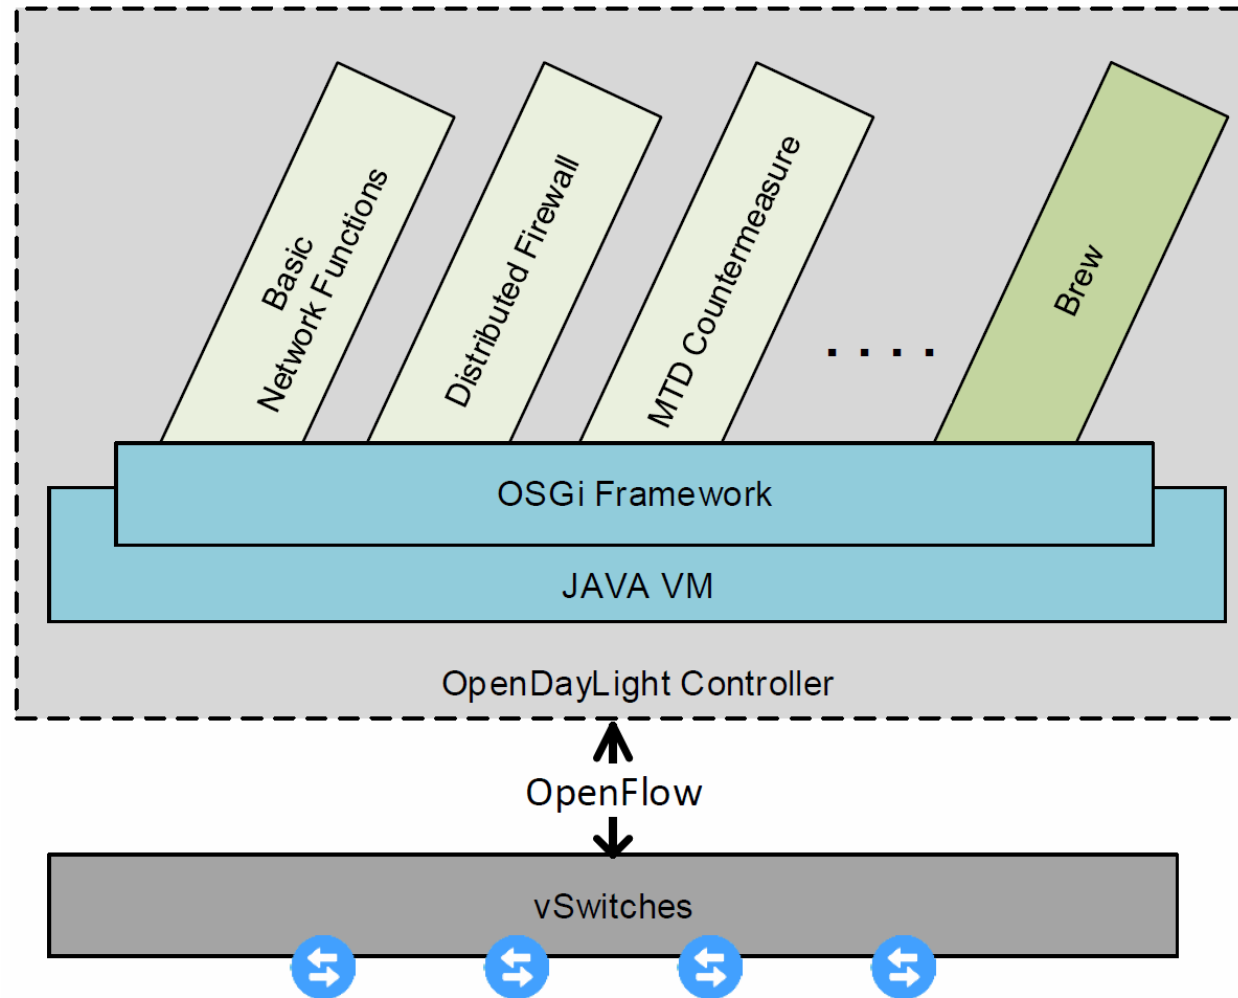 Basic
Network Functions
Distributed Firewall
MTD Countermeasure
. . . .
Brew
OSGi Framework
JAVA VM
OpenDayLight Controller
OpenFlow
vSwitches